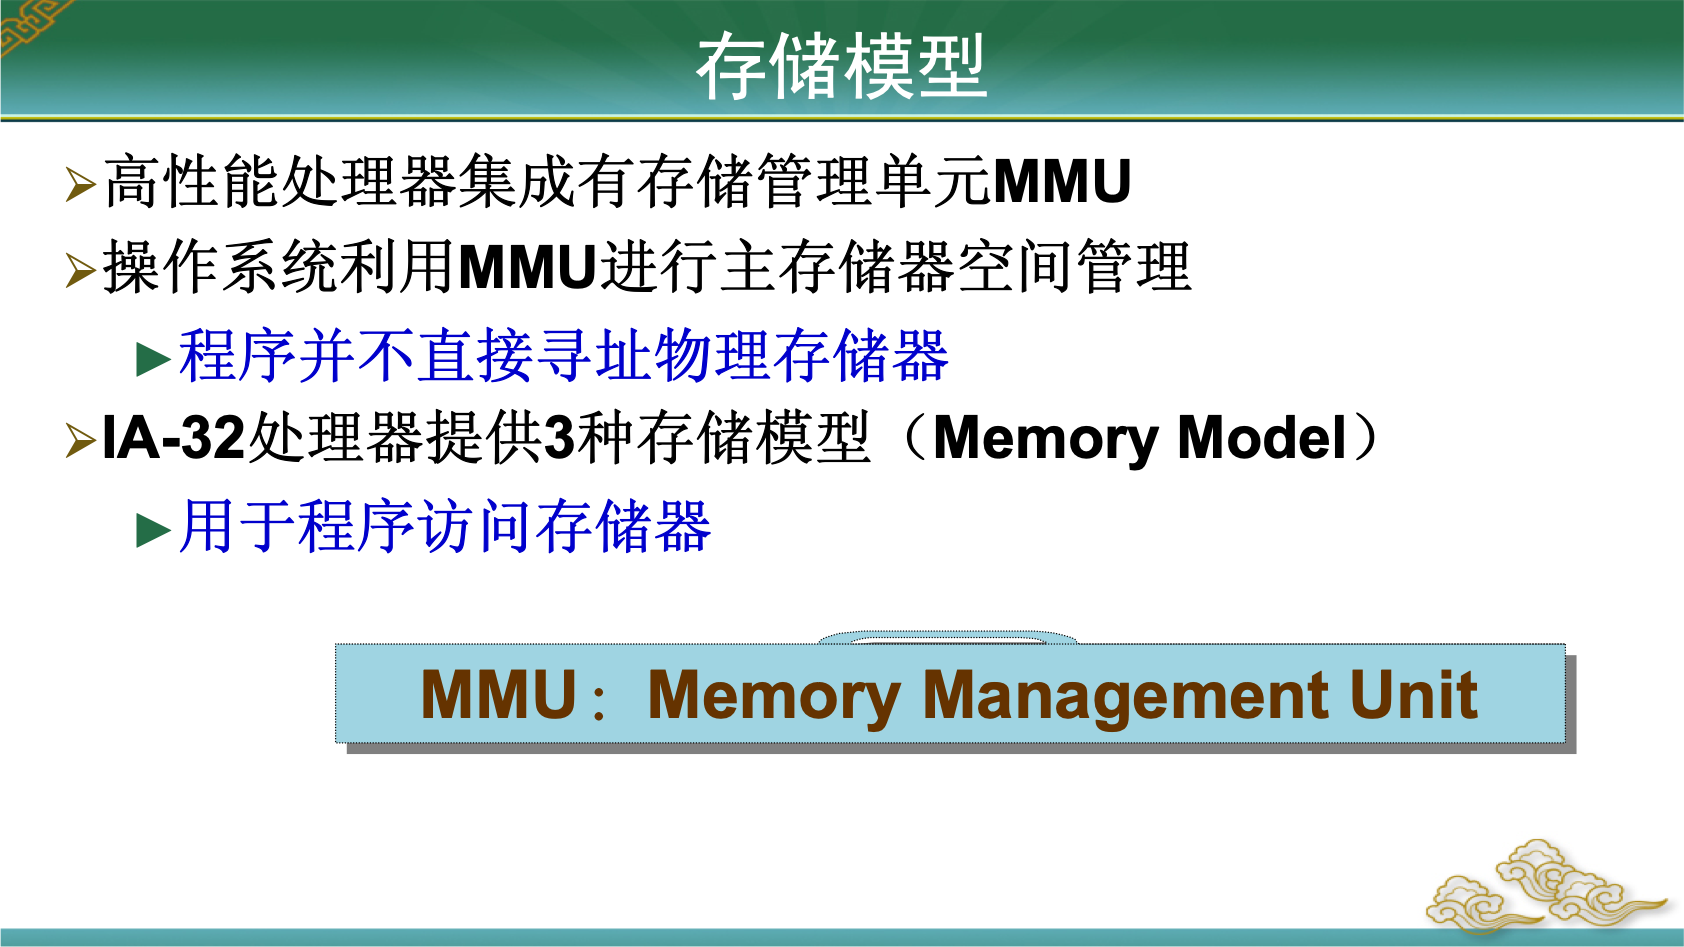 存储模型
高性能处理器集成有存储管理单元MMU
操作系统利用MMU进行主存储器空间管理
程序并不直接寻址物理存储器
IA-32处理器提供3种存储模型（Memory Model）
用于程序访问存储器
MMU：Memory Management Unit